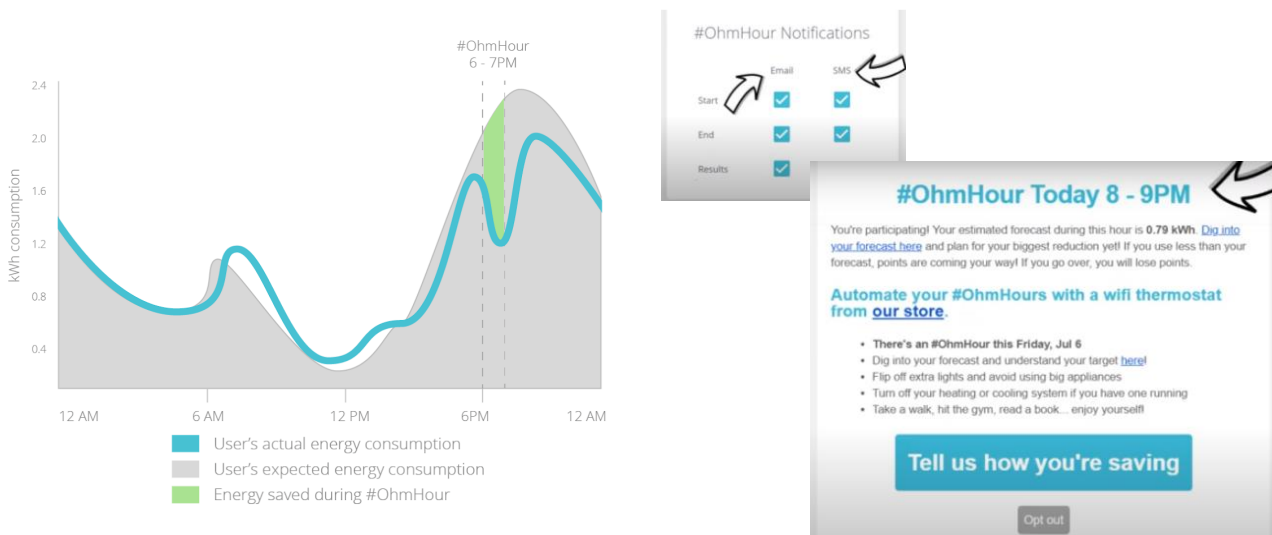 #OhmHour
6 - 7PM
kWh consumption
2.4
2.0
1.6
1.2
0.8
0.4
12 AM
6 AM
12 PM
6PM
12 AM
User's actual energy consumption
User's expected energy consumption
Energy saved during #OhmHour
#OhmHour Notifications
Email SMS
Start
End
Results
#OhmHour Today 8 - 9PM
You're participating! Your estimated forecast during this hour is 0.79 kWh. Dig into
your forecast here and plan for your biggest reduction yet! If you use less than your
forecast, points are coming your way! If you go over, you will lose points.
Automate your #OhmHours with a wifi thermostat
from our store.
• There's an #OhmHour this Friday, Jul 6
• Dig into your forecast and understand your target here!
• Flip off extra lights and avoid using big appliances
• Turn off your heating or cooling system if you have one running
• Take a walk, hit the gym, read a book... enjoy yourself!
Tell us how you're saving
Opt out